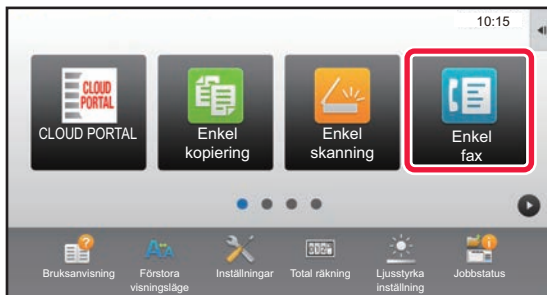 10:15
CLOUD
PORTAL
CLOUD PORTAL
Enkel
kopiering
Enkel
skanning
Enkel
fax
Bruksanvisning
Förstora
visningsläge
Inställningar
Total räkning
Ljusstyrka
inställning
Jobbstatus